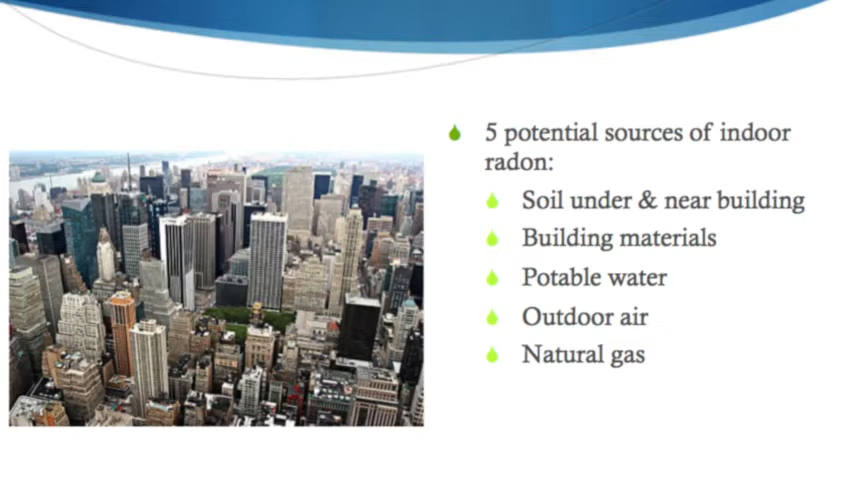 5 potential sources of indoor
radon:
Soil under & near building
Building materials
Potable water
Outdoor air
Natural gas